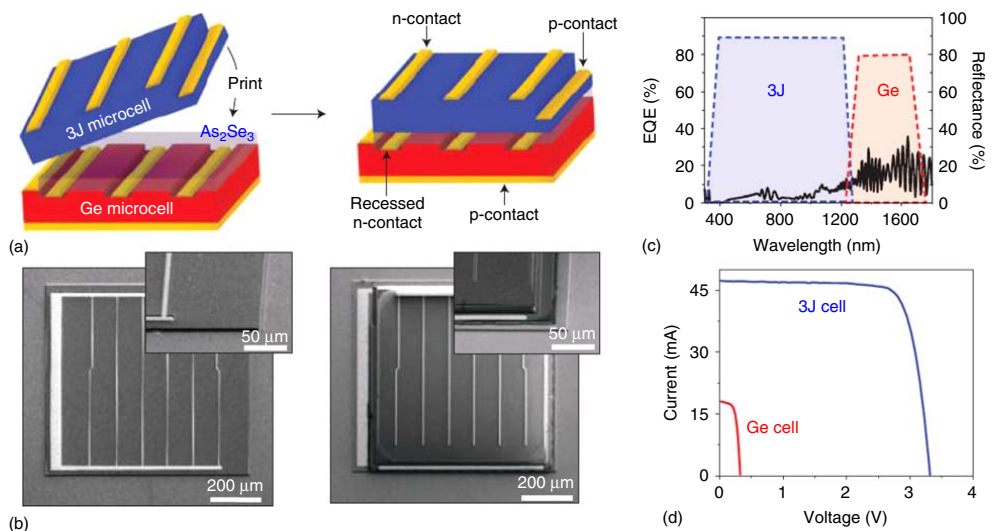 3J microcell
Print
As2Se3
Ge microcell
n-contact
p-contact
Recessed
n-contact
p-contact
(a)
50 μm
200 μm
50 μm
200 μm
(b)
100
80
60
40
20
0
EQE (%)
80
60
40
20
0
Reflectance (%)
3J
Ge
400
800
1200
1600
Wavelength (nm)
(c)
45
30
15
0
Current (mA)
3J cell
Ge cell
0
1
2
3
4
Voltage (V)
(d)